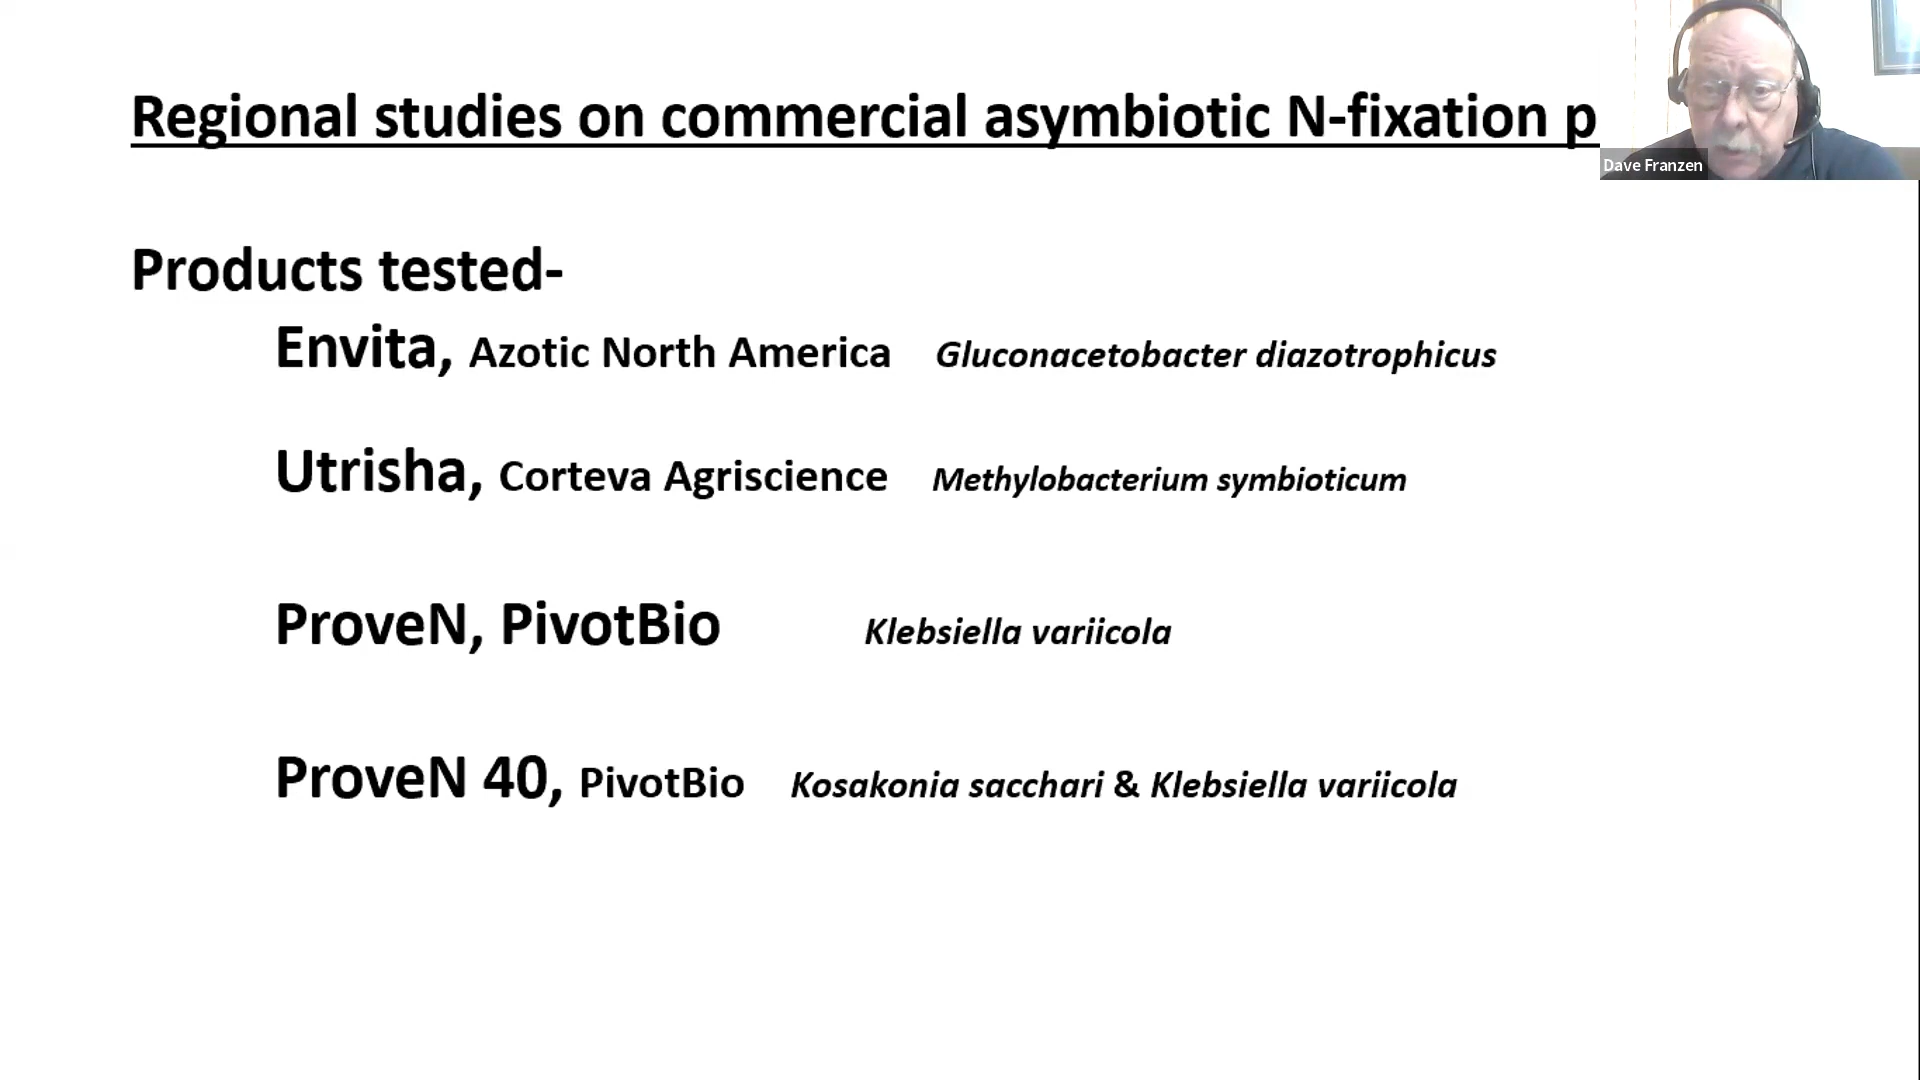 Regional studies on commercial asymbiotic N-fixation p
Dave Franzen
Products tested-
Envita, Azotic North America Gluconacetobacter diazotrophicus
Utrisha, Corteva Agriscience Methylobacterium symbioticum
ProveN, PivotBio Klebsiella variicola
ProveN 40, PivotBio Kosakonia sacchari & Klebsiella variicola